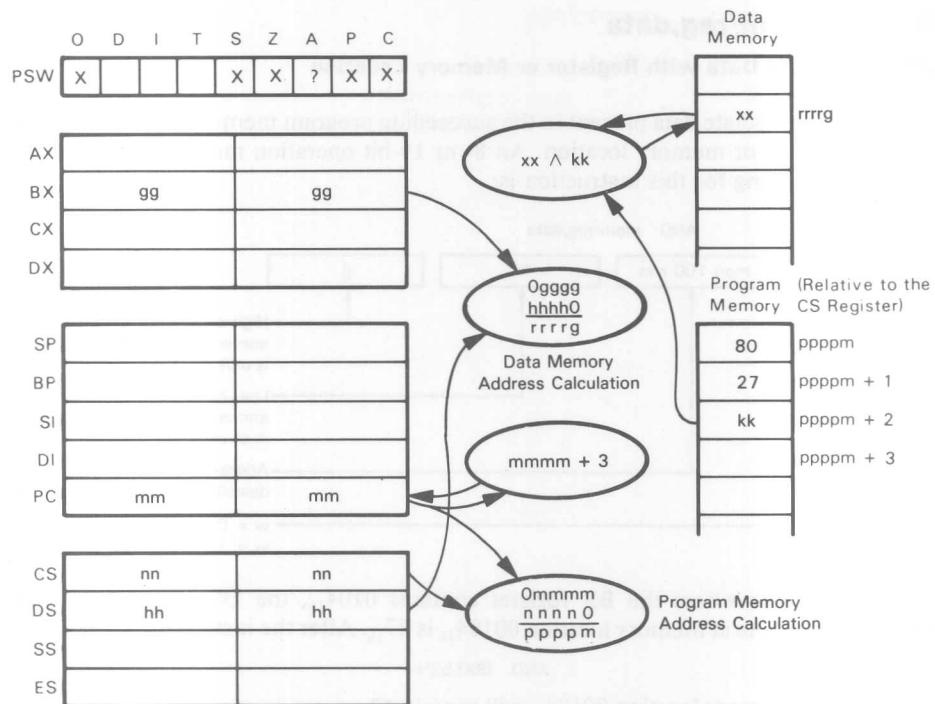 O D I T S Z A P C
PSW X X X ? X X
AX
BX gg gg
CX
DX
SP
BP
SI
DI
PC mm mm
CS nn nn
DS hh hh
SS
ES
xx ∧ kk
0gggg
hhhh0
rrrrg
Data Memory
Address Calculation
mmmm + 3
0mmmm
nnnn0
ppppm
Program Memory
Address Calculation
Data
Memory
xx rrrrg
Program
Memory
(Relative to the
CS Register)
80 ppppm
27 ppppm + 1
kk ppppm + 2
ppppm + 3